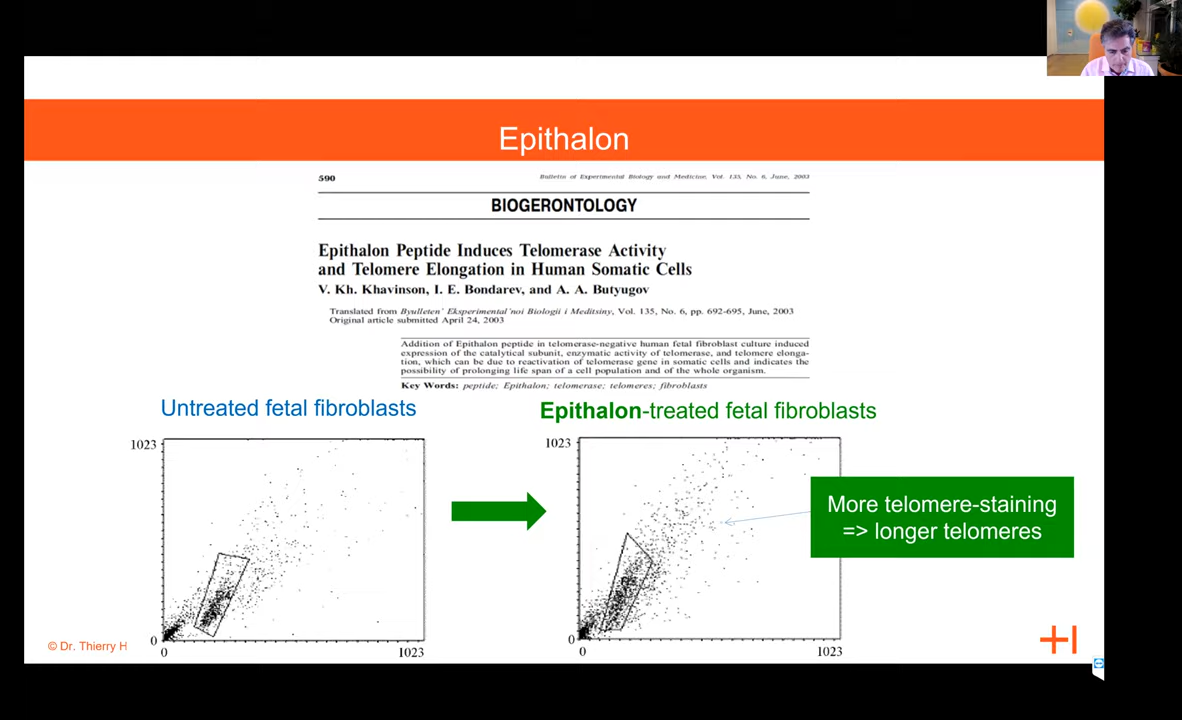 Epithalon
590
Bulletin of Experimental Biology and Medicine, Vol. 135, No. 6, June, 2003
BIOGERONTOLOGY
Epithalon Peptide Induces Telomerase Activity
and Telomere Elongation in Human Somatic Cells
V. Kh. Khavinson, I. E. Bondarev, and A. A. Butyugov
Translated from Byulleten' Eksperimental'noi Biologii i Meditsiny, Vol. 135, No. 6, pp. 692-695, June, 2003
Original article submitted April 24, 2003
Addition of Epithalon peptide in telomerase-negative human fetal fibroblast culture induced
expression of the catalytical subunit, enzymatic activity of telomerase, and telomere elonga-
tion, which can be due to reactivation of telomerase gene in somatic cells and indicates the
possibility of prolonging life span of a cell population and of the whole organism.
Key Words: peptide; Epithalon; telomerase; telomeres; fibroblasts
Untreated fetal fibroblasts
Epithalon-treated fetal fibroblasts
1023
0
0
1023
1023
0
0
1023
More telomere-staining
=> longer telomeres
© Dr. Thierry H